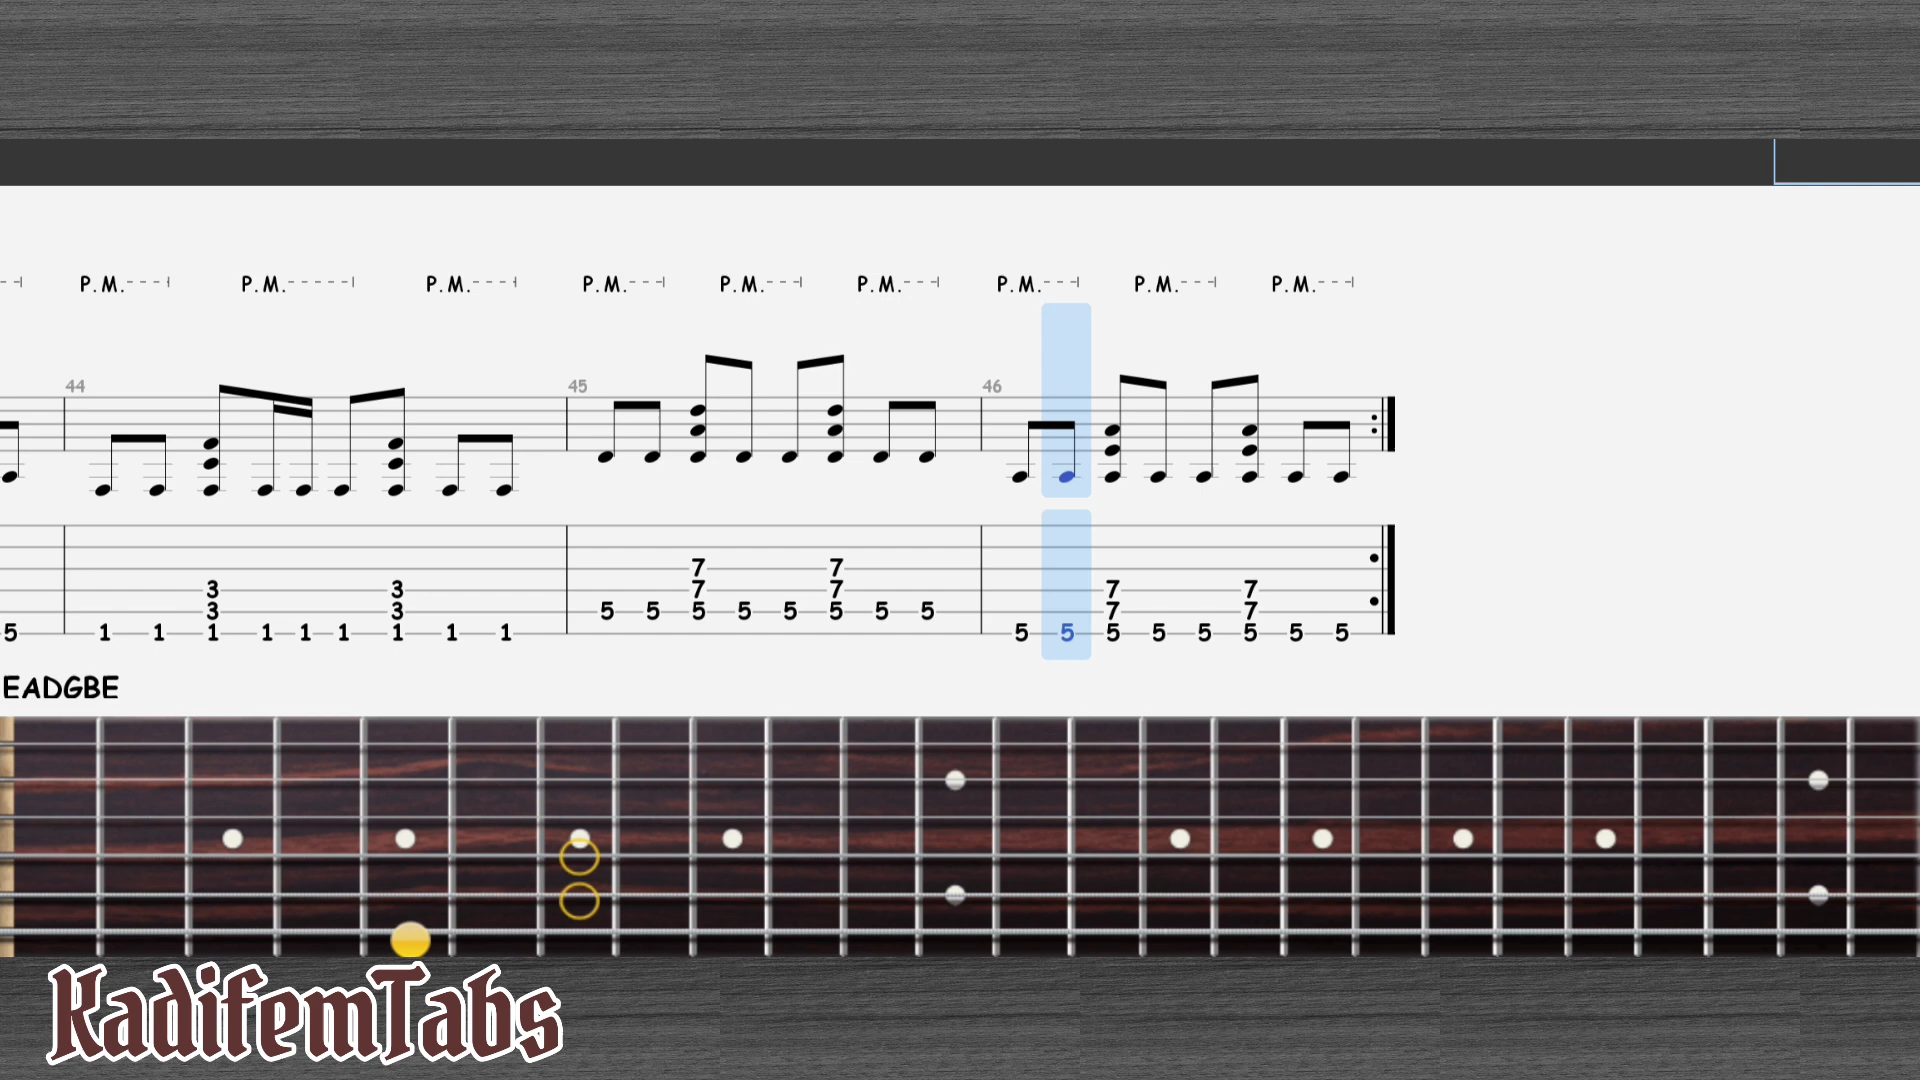 P.M. P.M. P.M. P.M. P.M. P.M. P.M. P.M. P.M.
44 45 46
7 7
3 3 7 7 7 7
3 3 5 5 5 5 5 5 5 5 7 7
5 1 1 1 1 1 1 1 1 1 5 5 5 5 5 5 5 5
EADGBE
KadifemTabs